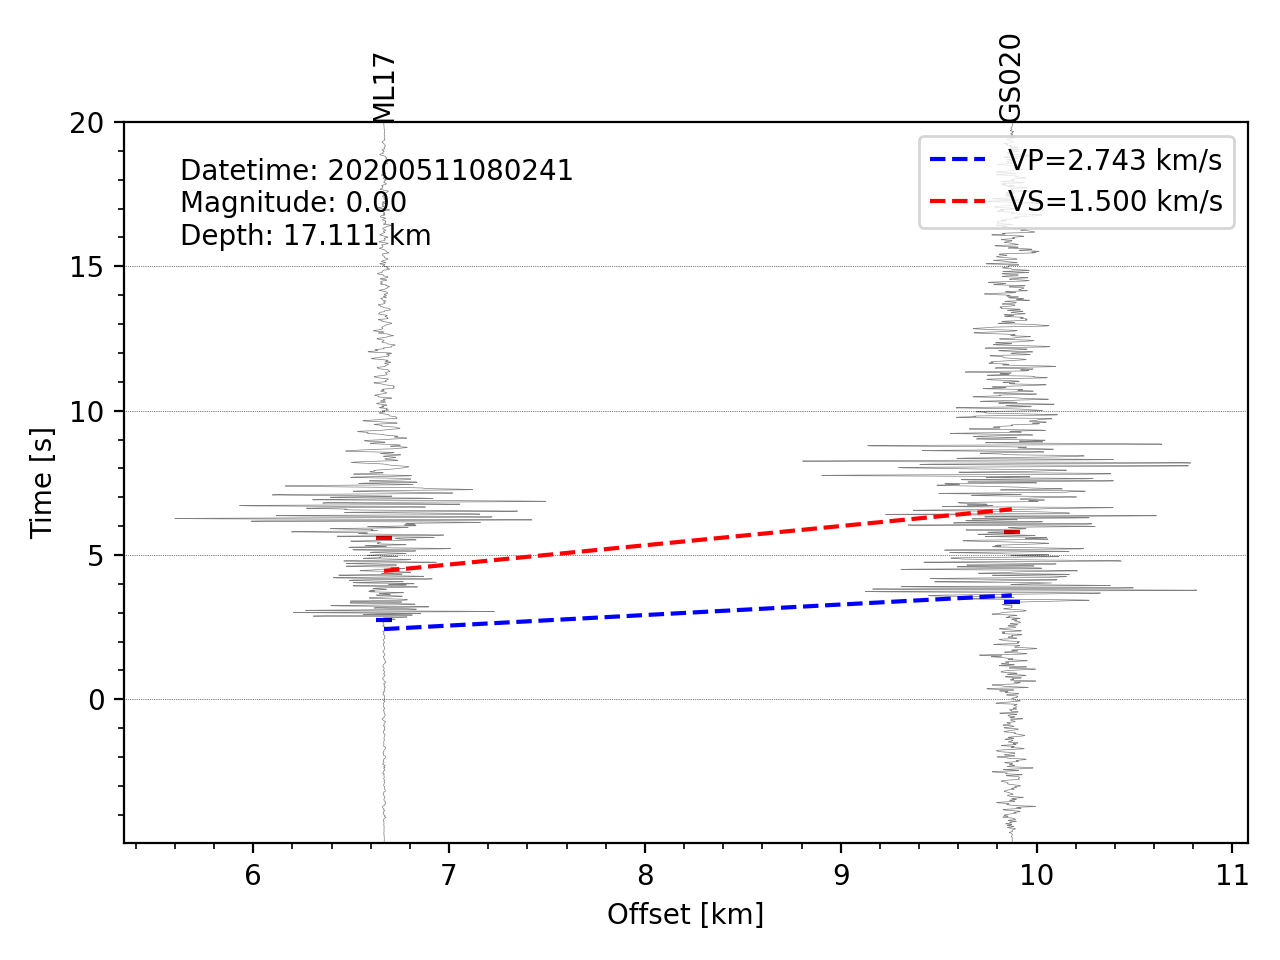 ML17
GS020
Datetime: 20200511080241
Magnitude: 0.00
Depth: 17.111 km
VP=2.743 km/s
VS=1.500 km/s
20
15
10
5
0
Time [s]
6
7
8
9
10
11
Offset [km]